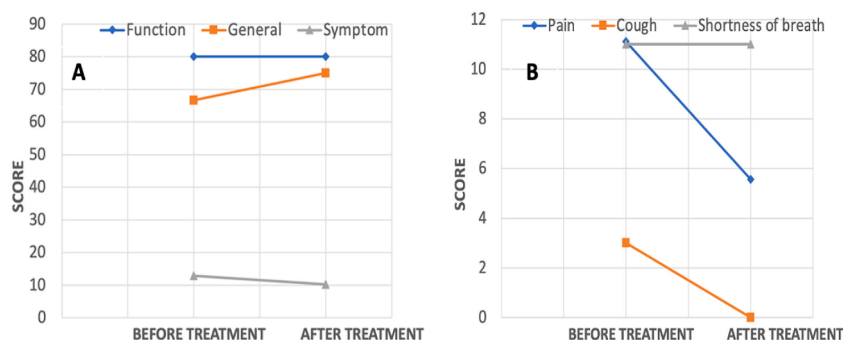 A
Function General Symptom
90
80
70
60
50
40
30
20
10
0
SCORE
BEFORE TREATMENT AFTER TREATMENT
B
Pain Cough Shortness of breath
12
10
8
6
4
2
0
SCORE
BEFORE TREATMENT AFTER TREATMENT